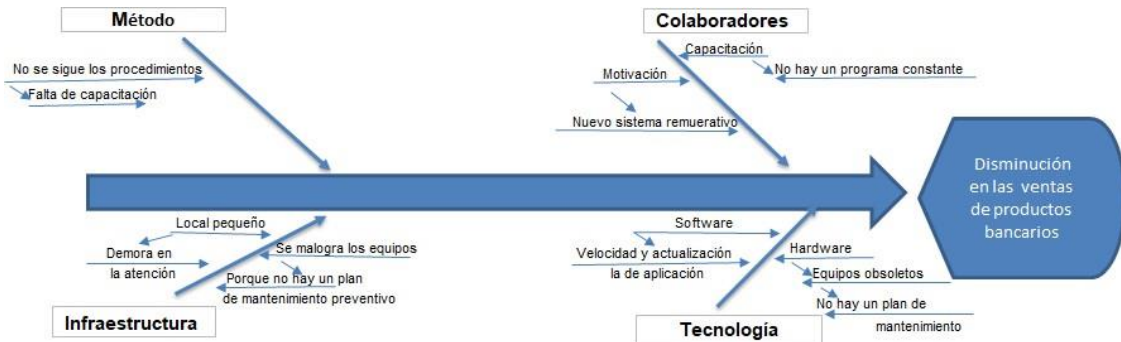 Método
No se sigue los procedimientos
Falta de capacitación
Colaboradores
Capacitación
No hay un programa constante
Motivación
Nuevo sistema remuerativo
Disminución
en las ventas
de productos
bancarios
Local pequeño
Demora en
la atención
Se malogra los equipos
Porque no hay un plan
de mantenimiento preventivo
Infraestructura
Software
Velocidad y actualización
la de aplicación
Hardware
Equipos obsoletos
No hay un plan de
mantenimiento
Tecnología